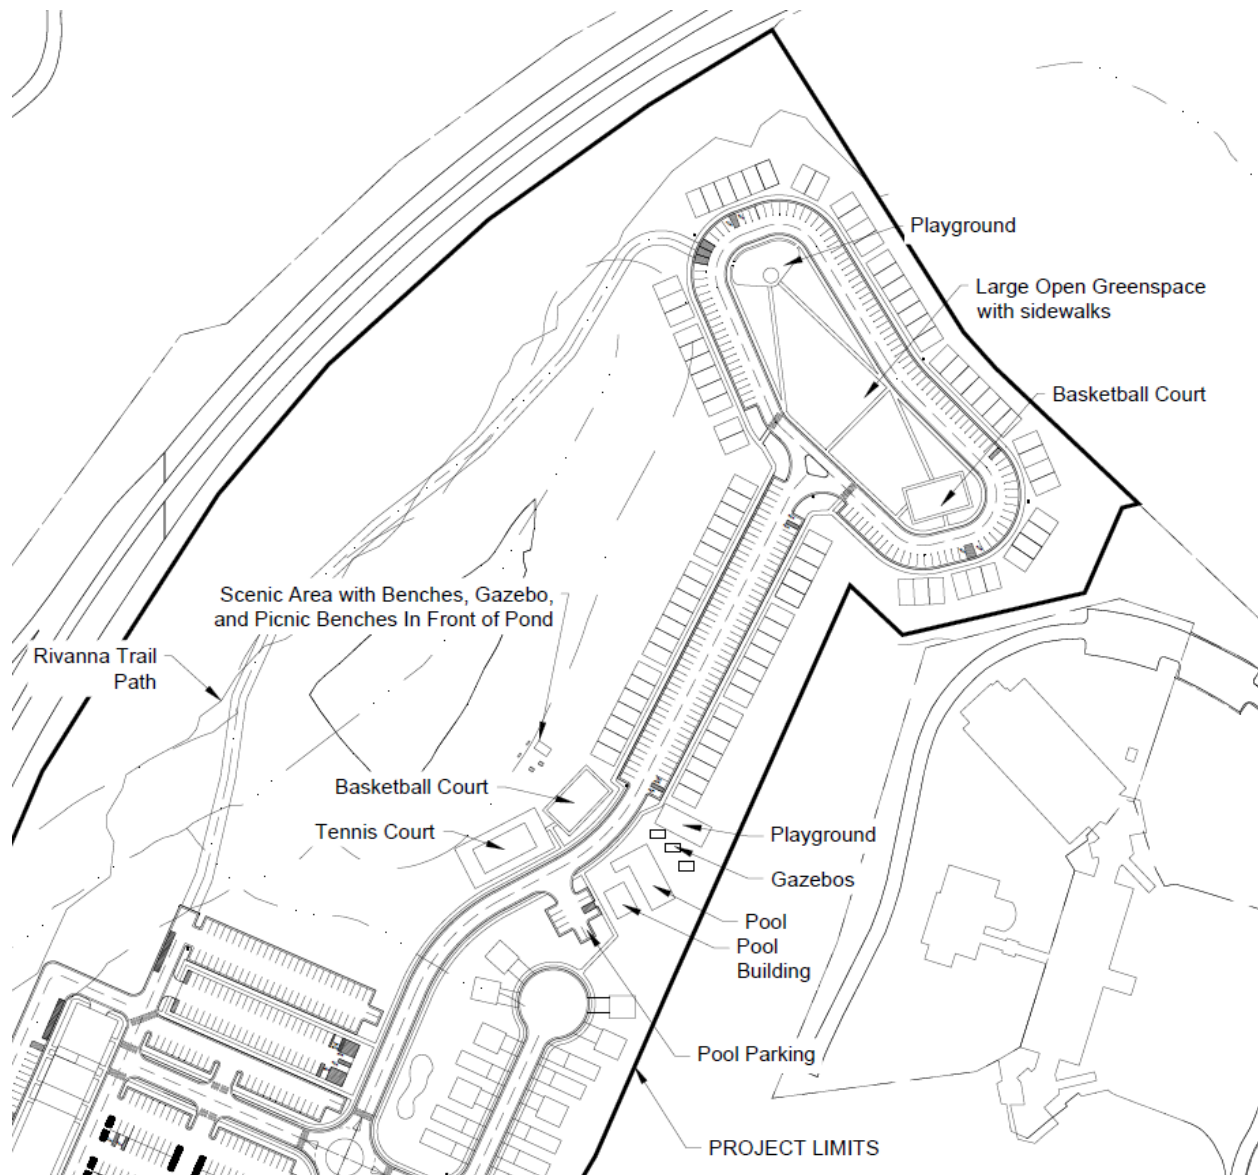 Playground
Large Open Greenspace
with sidewalks
Basketball Court
Scenic Area with Benches, Gazebo,
and Picnic Benches In Front of Pond
Rivanna Trail
Path
Basketball Court
Tennis Court
Playground
Gazebos
Pool
Pool
Building
Pool Parking
PROJECT LIMITS